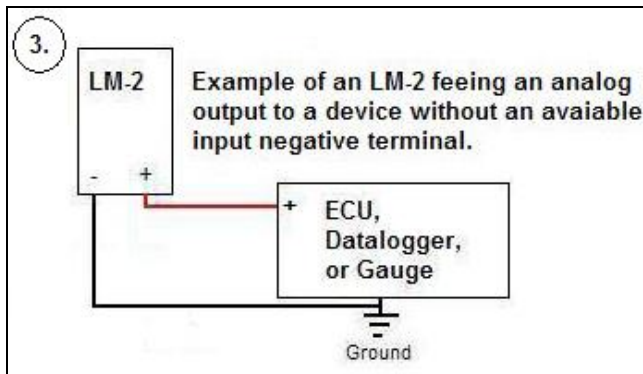 3.
LM-2
Example of an LM-2 feeing an analog
output to a device without an avaiable
input negative terminal.
- +
+ ECU,
Datalogger,
or Gauge
Ground